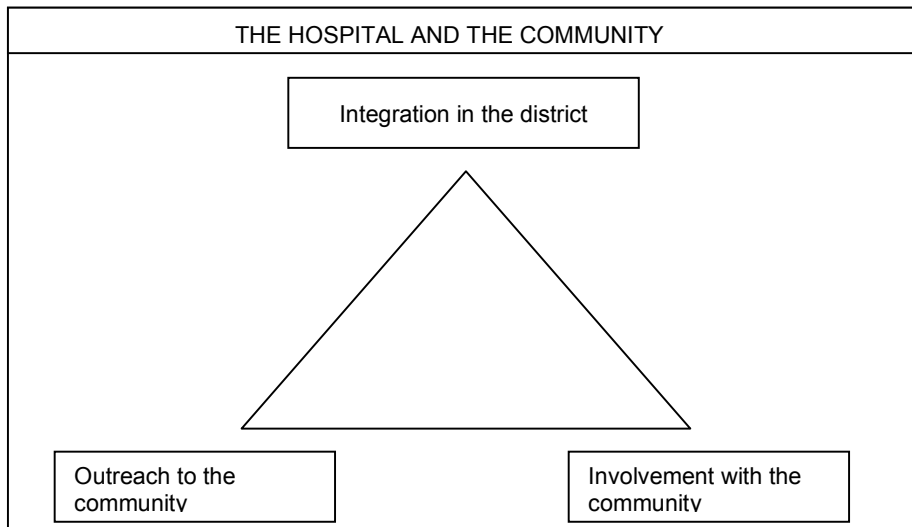 THE HOSPITAL AND THE COMMUNITY
Integration in the district
Outreach to the
community
Involvement with the
community